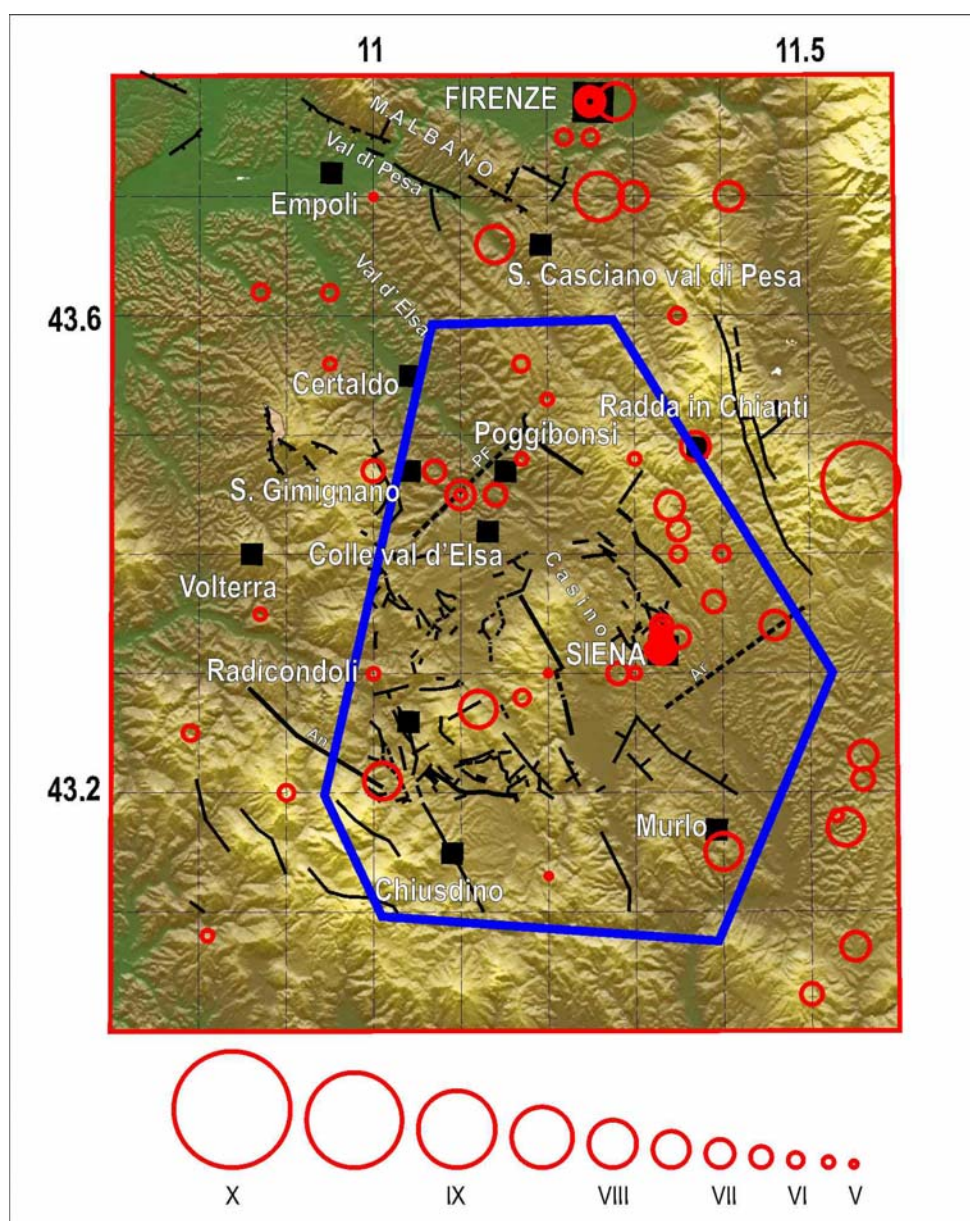 11 11.5
FIRENZE
M.ALBANO
Val di Pesa
Empoli
S. Casciano val di Pesa
Val d' Elsa
43.6
Certaldo
Radda in Chianti
Poggibonsi
PF
S. Gimignano
Colle val d'Elsa
Casino
Volterra
SIENA
Radicondoli
Ar
An
43.2
Murlo
Chiusdino
X IX VIII VII VI V